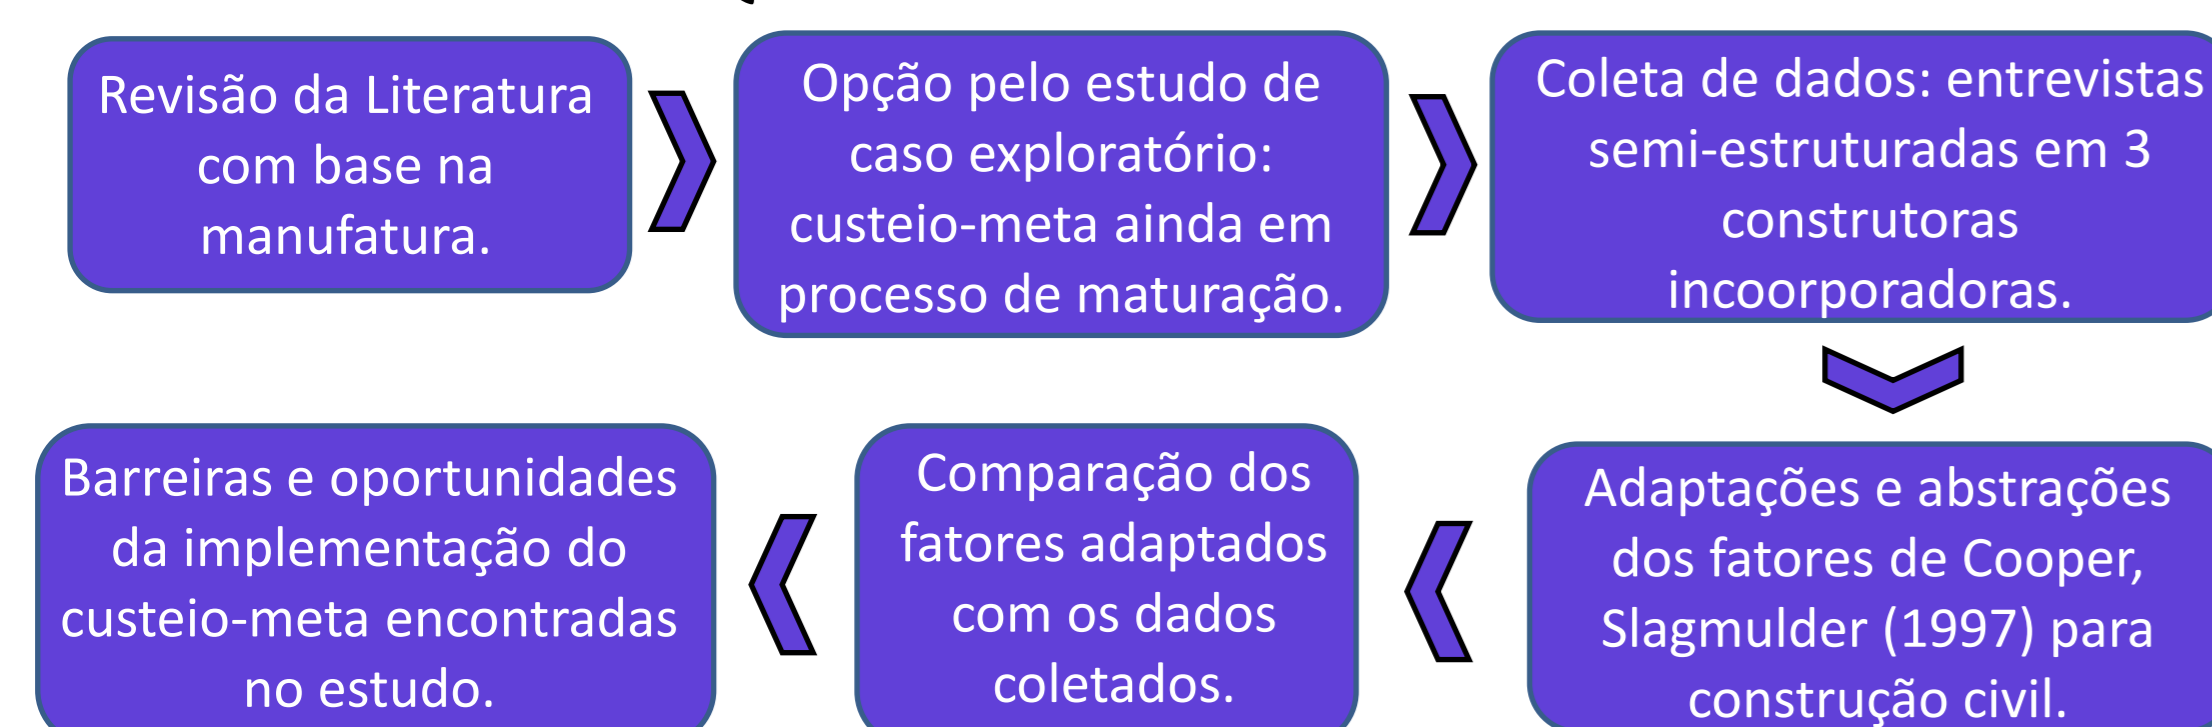 Revisão da Literatura
com base na
manufatura.
Opção pelo estudo de
caso exploratório:
custeio-meta ainda em
processo de maturação.
Coleta de dados: entrevistas
semi-estruturadas em 3
construtoras
incoorporadoras.
Adaptações e abstrações
dos fatores de Cooper,
Slagmulder (1997) para
construção civil.
Comparação dos
fatores adaptados
com os dados
coletados.
Barreiras e oportunidades
da implementação do
custeio-meta encontradas
no estudo.